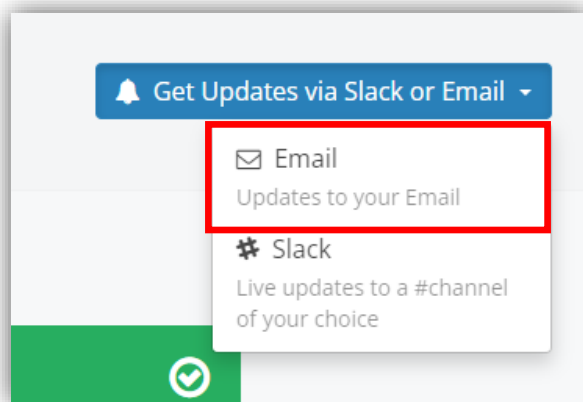 Get Updates via Slack or Email
Email
Updates to your Email
Slack
Live updates to a #channel
of your choice